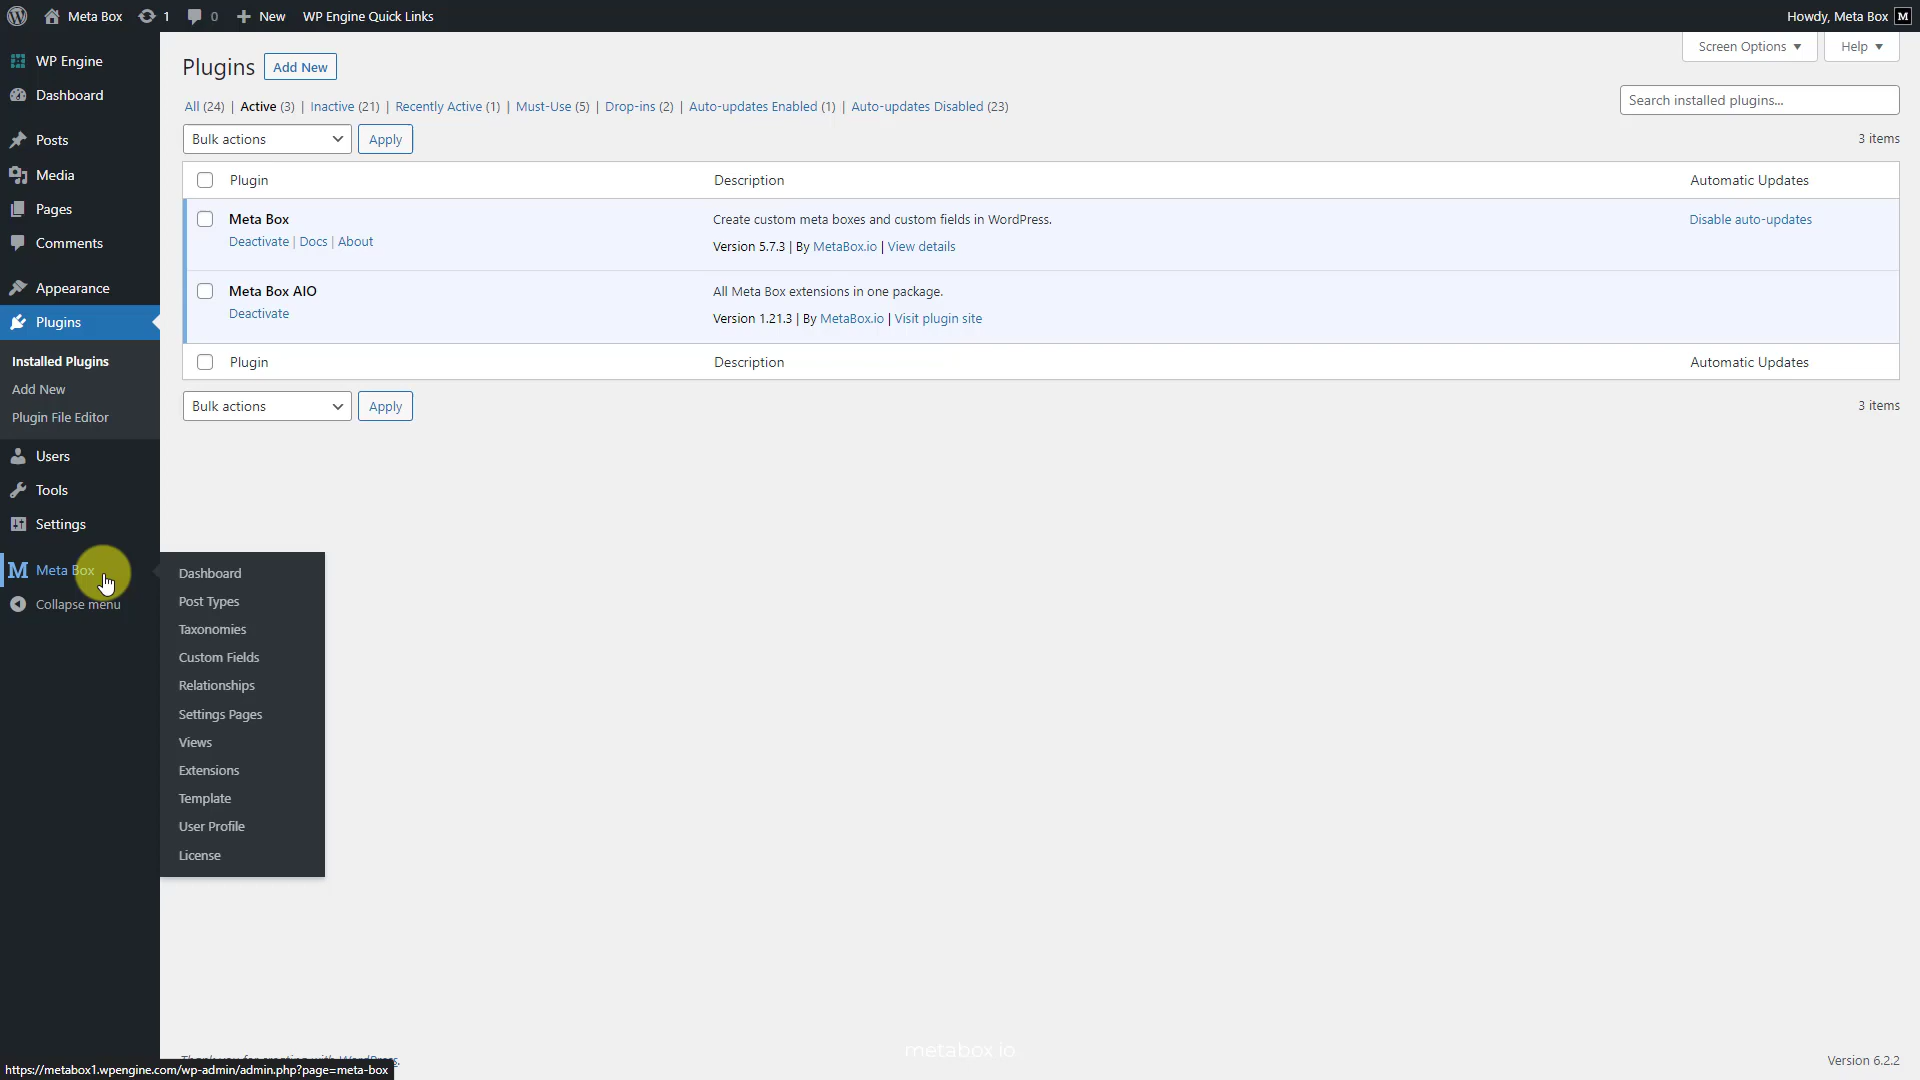 Meta Box 1 0 New WP Engine Quick Links Howdy, Meta Box M
WP Engine
Dashboard
Posts
Media
Pages
Comments
Appearance
Plugins
Installed Plugins
Add New
Plugin File Editor
Users
Tools
Settings
M Meta Box
Collapse menu
Dashboard
Post Types
Taxonomies
Custom Fields
Relationships
Settings Pages
Views
Extensions
Template
User Profile
License
Screen Options Help
Plugins Add New
All (24) | Active (3) | Inactive (21) | Recently Active (1) | Must-Use (5) | Drop-ins (2) | Auto-updates Enabled (1) | Auto-updates Disabled (23)
Search installed plugins...
Bulk actions Apply 3 items
Plugin Description Automatic Updates
Meta Box Create custom meta boxes and custom fields in WordPress. Disable auto-updates
Deactivate | Docs | About Version 5.7.3 | By MetaBox.io | View details
Meta Box AIO All Meta Box extensions in one package.
Deactivate Version 1.21.3 | By MetaBox.io | Visit plugin site
Plugin Description Automatic Updates
Bulk actions Apply 3 items
metabox.io
Thank you for creating with WordPress. Version 6.2.2
https://metabox1.wpengine.com/wp-admin/admin.php?page=meta-box